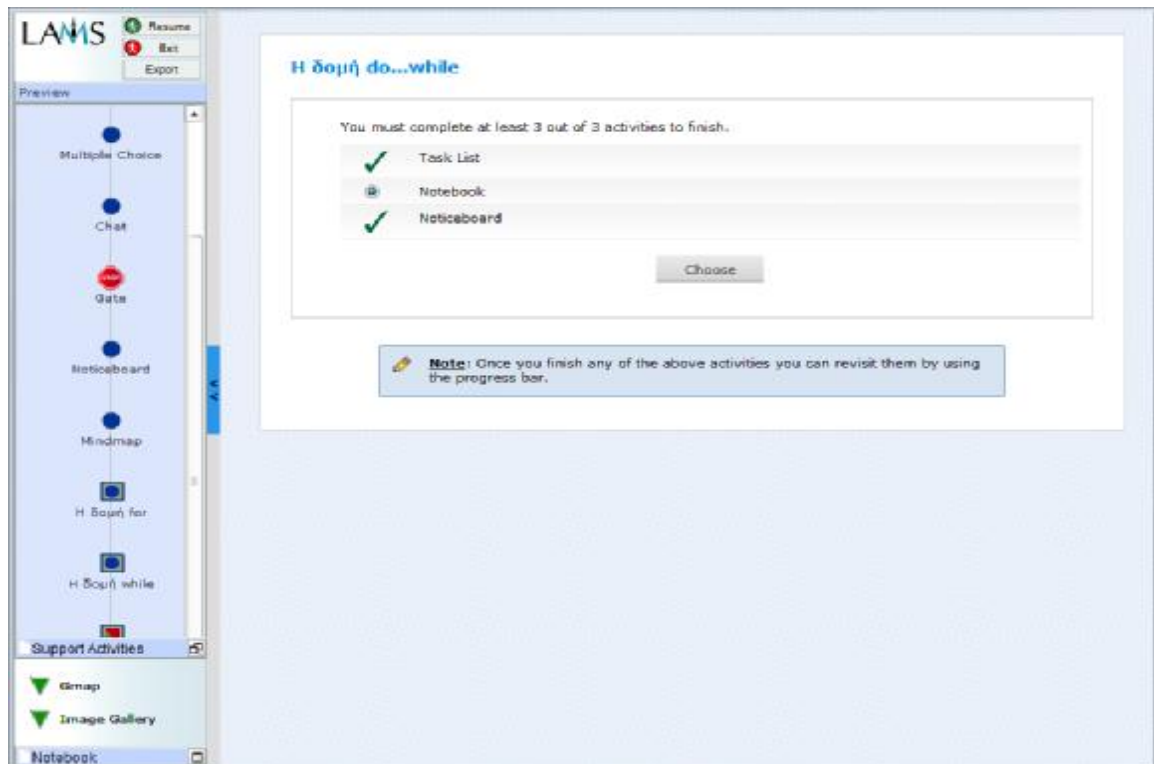 LAMS
Resume
Exit
Export
Preview
Multiple Choice
Chat
Gate
Noticeboard
Mindmap
Η δομή for
Η δομή while
Support Activities
Gmap
Image Gallery
Notebook
Η δομή do...while
You must complete at least 3 out of 3 activities to finish.
Task List
Notebook
Noticeboard
Choose
Note: Once you finish any of the above activities you can revisit them by using
the progress bar.